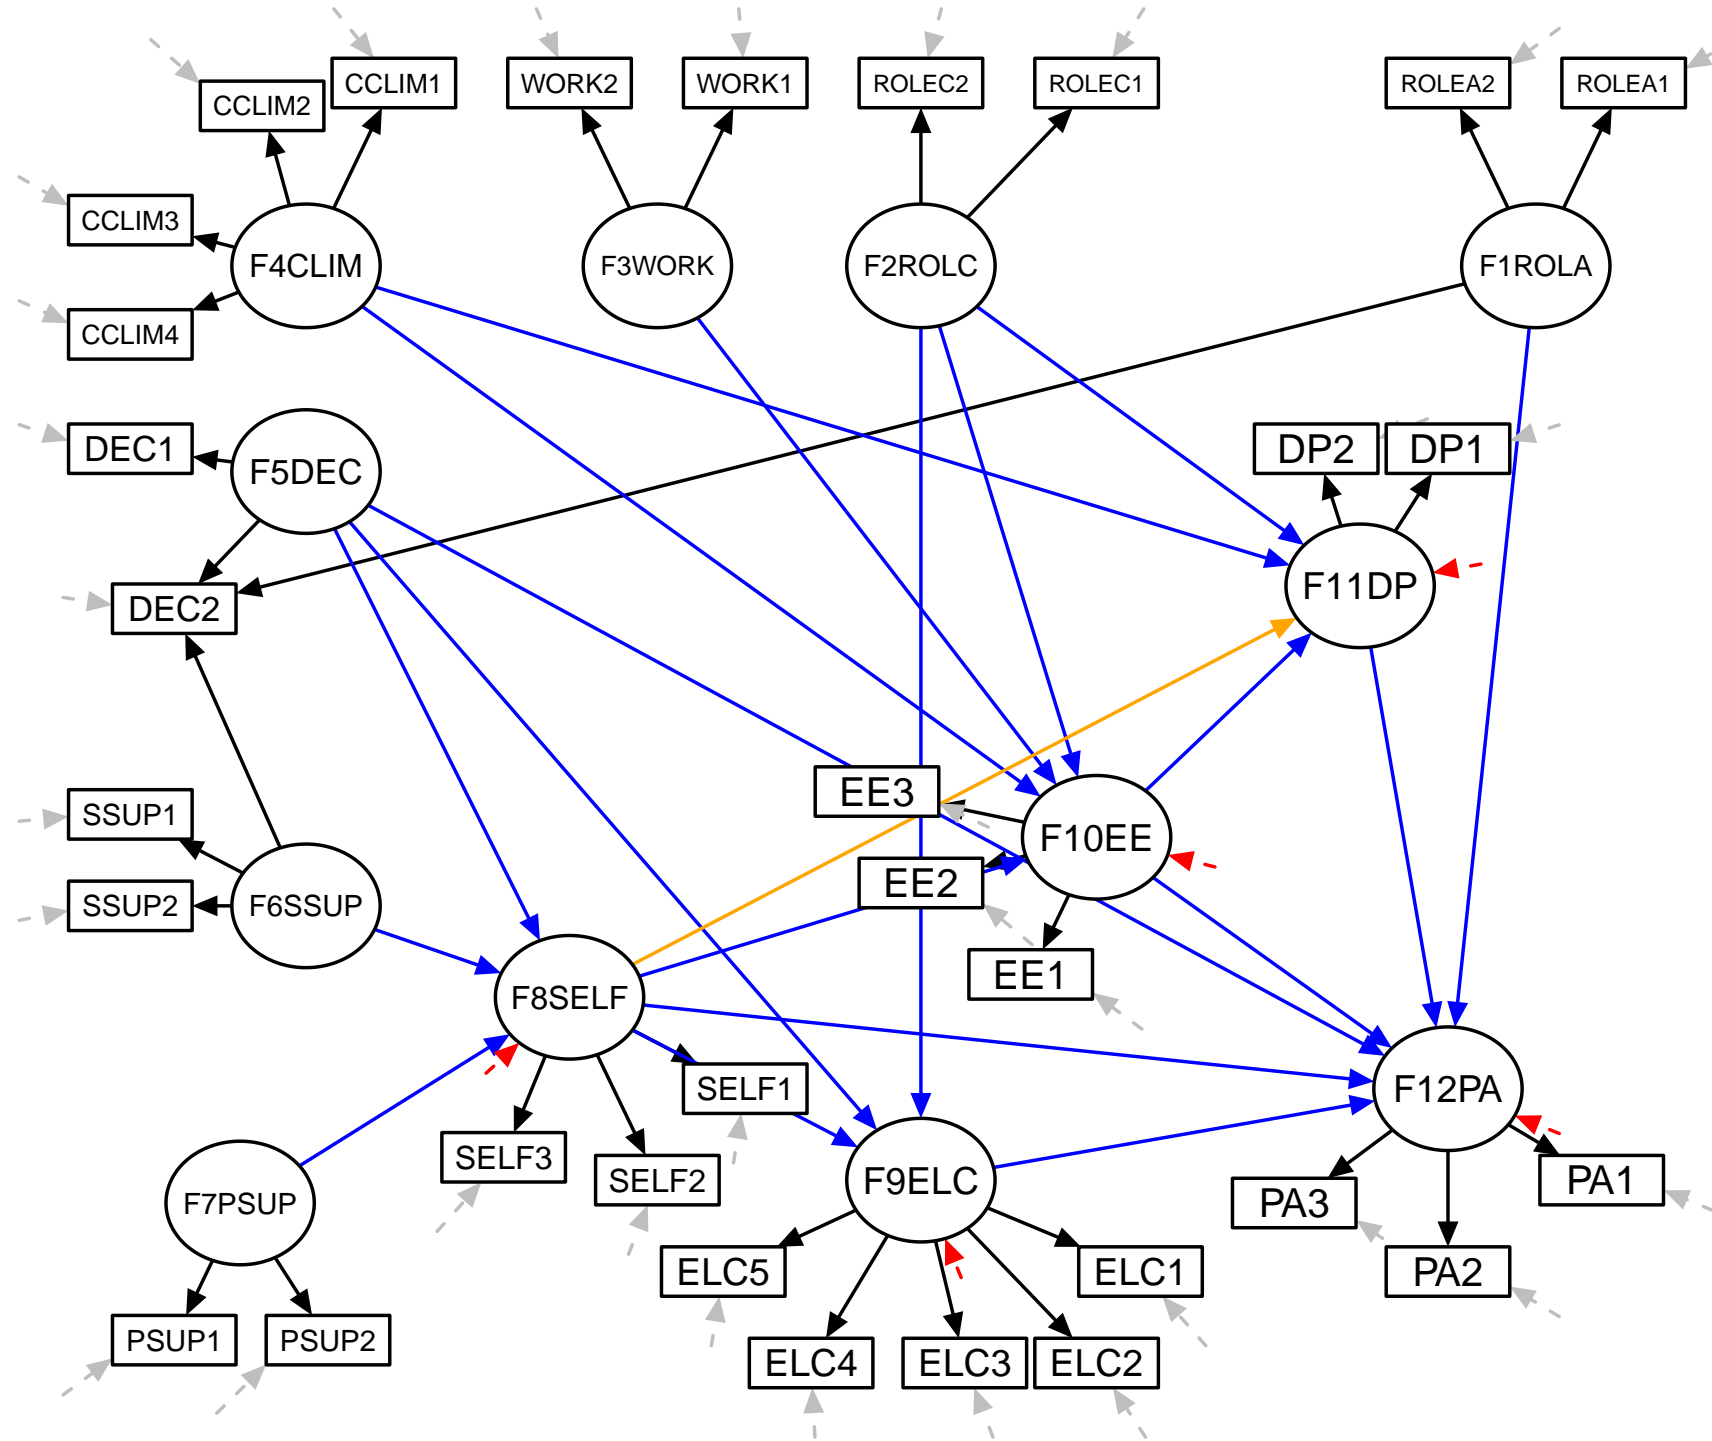 CCLIM1
WORK2
WORK1
ROLEC2
ROLEC1
ROLEA2
ROLEA1
CCLIM2
CCLIM3
F4CLIM
F3WORK
F2ROLC
F1ROLA
CCLIM4
DEC1
F5DEC
DP2
DP1
F11DP
DEC2
EE3
SSUP1
F10EE
EE2
SSUP2
F6SSUP
EE1
F8SELF
SELF1
F12PA
SELF3
SELF2
F9ELC
PA1
F7PSUP
PA3
ELC5
ELC1
PA2
PSUP1
PSUP2
ELC4
ELC3
ELC2